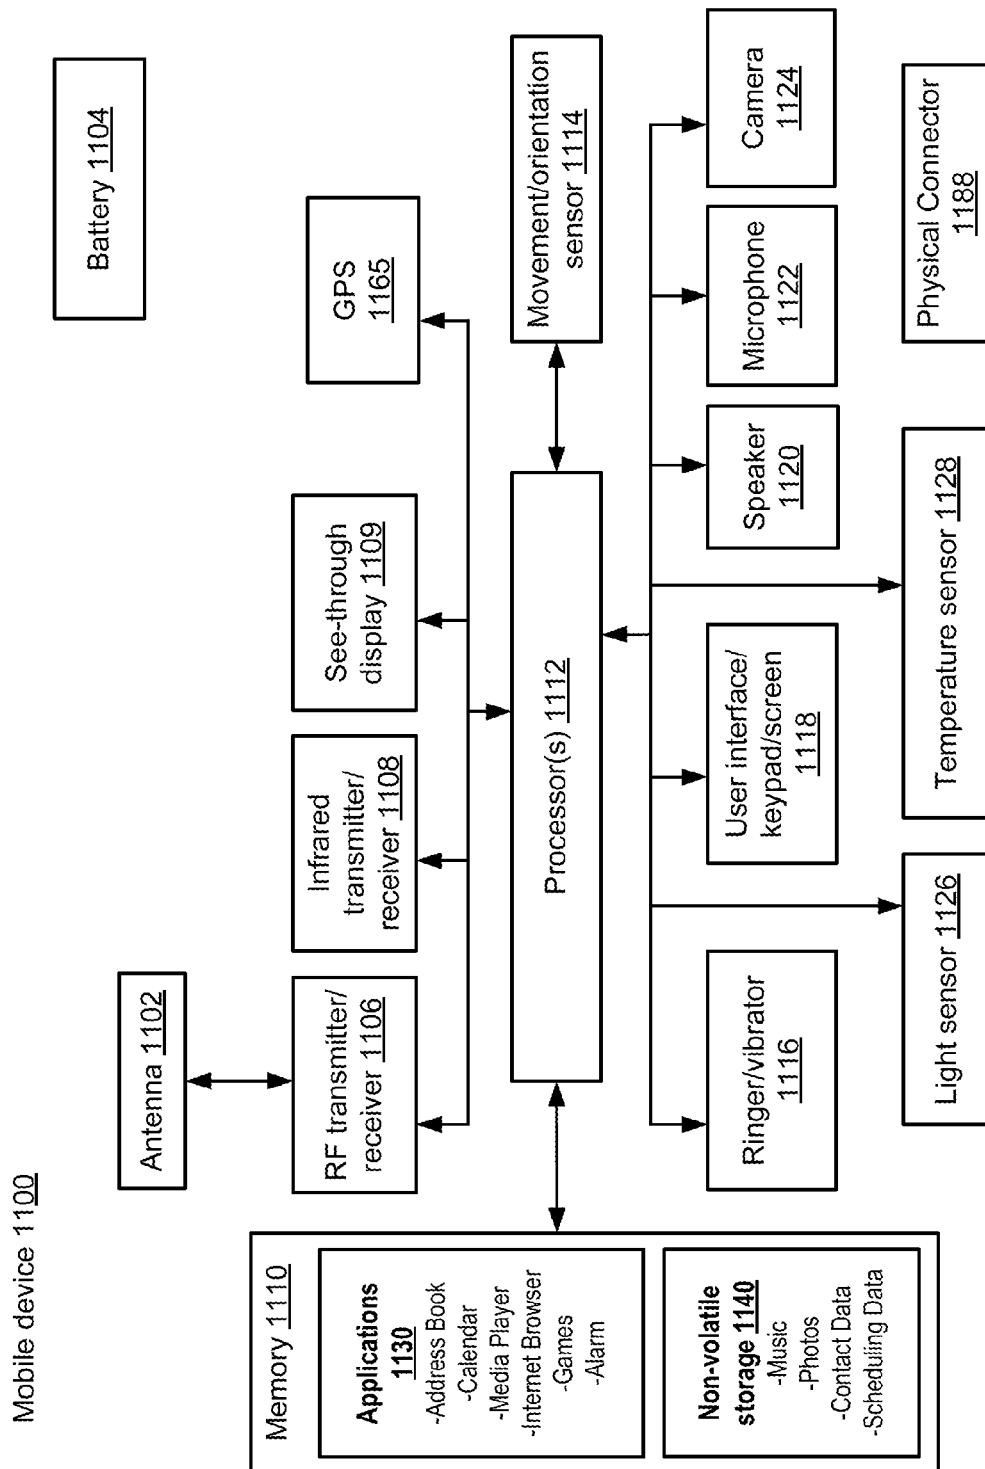 Mobile device 1100
Battery 1104
Antenna 1102
RF transmitter/
receiver 1106
Infrared
transmitter/
receiver 1108
See-through
display 1109
GPS
1165
Memory 1110
Applications
1130
-Address Book
-Calendar
-Media Player
-Internet Browser
-Games
-Alarm
Non-volatile
storage 1140
-Music
-Photos
-Contact Data
-Scheduling Data
Processor(s) 1112
Movement/orientation
sensor 1114
Ringer/vibrator
1116
User interface/
keypad/screen
1118
Speaker
1120
Microphone
1122
Camera
1124
Light sensor 1126
Temperature sensor 1128
Physical Connector
1188